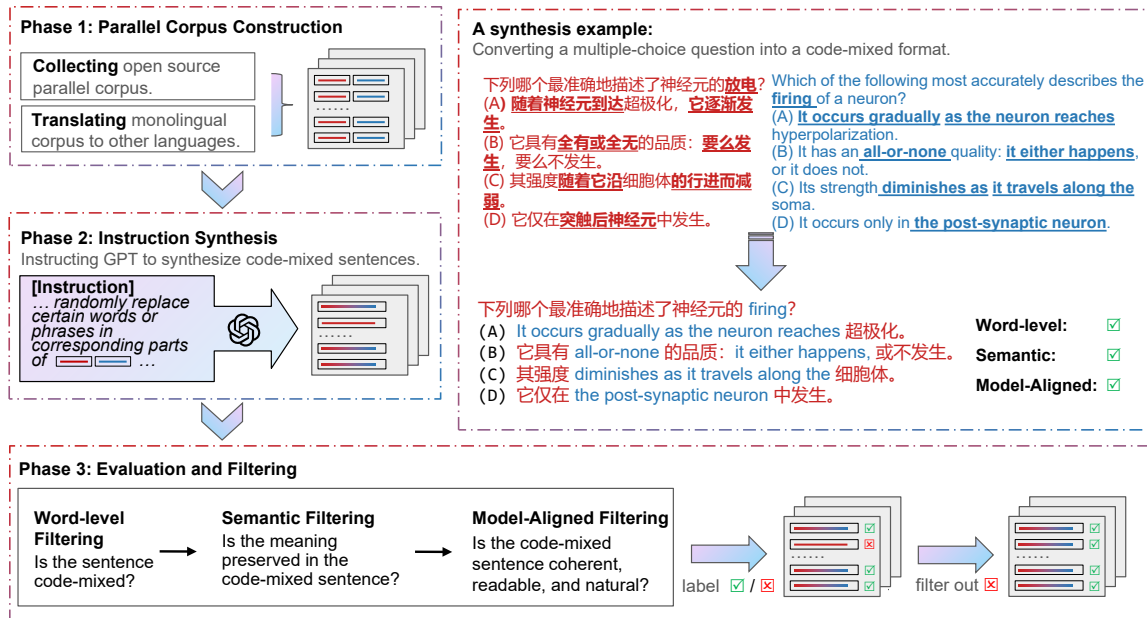 Phase 1: Parallel Corpus Construction
Collecting open source
parallel corpus.
Translating monolingual
corpus to other languages.
......
Phase 2: Instruction Synthesis
Instructing GPT to synthesize code-mixed sentences.
[Instruction]
... randomly replace
certain words or
phrases in
corresponding parts
of ...
......
A synthesis example:
Converting a multiple-choice question into a code-mixed format.
下列哪个最准确地描述了神经元的放电?
(A) 随着神经元到达超极化，它逐渐发
生。
(B) 它具有全有或全无的品质：要么发
生，要么不发生。
(C) 其强度随着它沿细胞体的行进而减
弱。
(D) 它仅在突触后神经元中发生。
Which of the following most accurately describes the
firing of a neuron?
(A) It occurs gradually as the neuron reaches
hyperpolarization.
(B) It has an all-or-none quality: it either happens,
or it does not.
(C) Its strength diminishes as it travels along the
soma.
(D) It occurs only in the post-synaptic neuron.
下列哪个最准确地描述了神经元的 firing?
(A) It occurs gradually as the neuron reaches 超极化。
(B) 它具有 all-or-none 的品质：it either happens, 或不发生。
(C) 其强度 diminishes as it travels along the 细胞体。
(D) 它仅在 the post-synaptic neuron 中发生。
Word-level: ☑
Semantic: ☑
Model-Aligned: ☑
Phase 3: Evaluation and Filtering
Word-level
Filtering
Is the sentence
code-mixed?
Semantic Filtering
Is the meaning
preserved in the
code-mixed sentence?
Model-Aligned Filtering
Is the code-mixed
sentence coherent,
readable, and natural?
label ☑ / ☒
......
filter out ☒
......